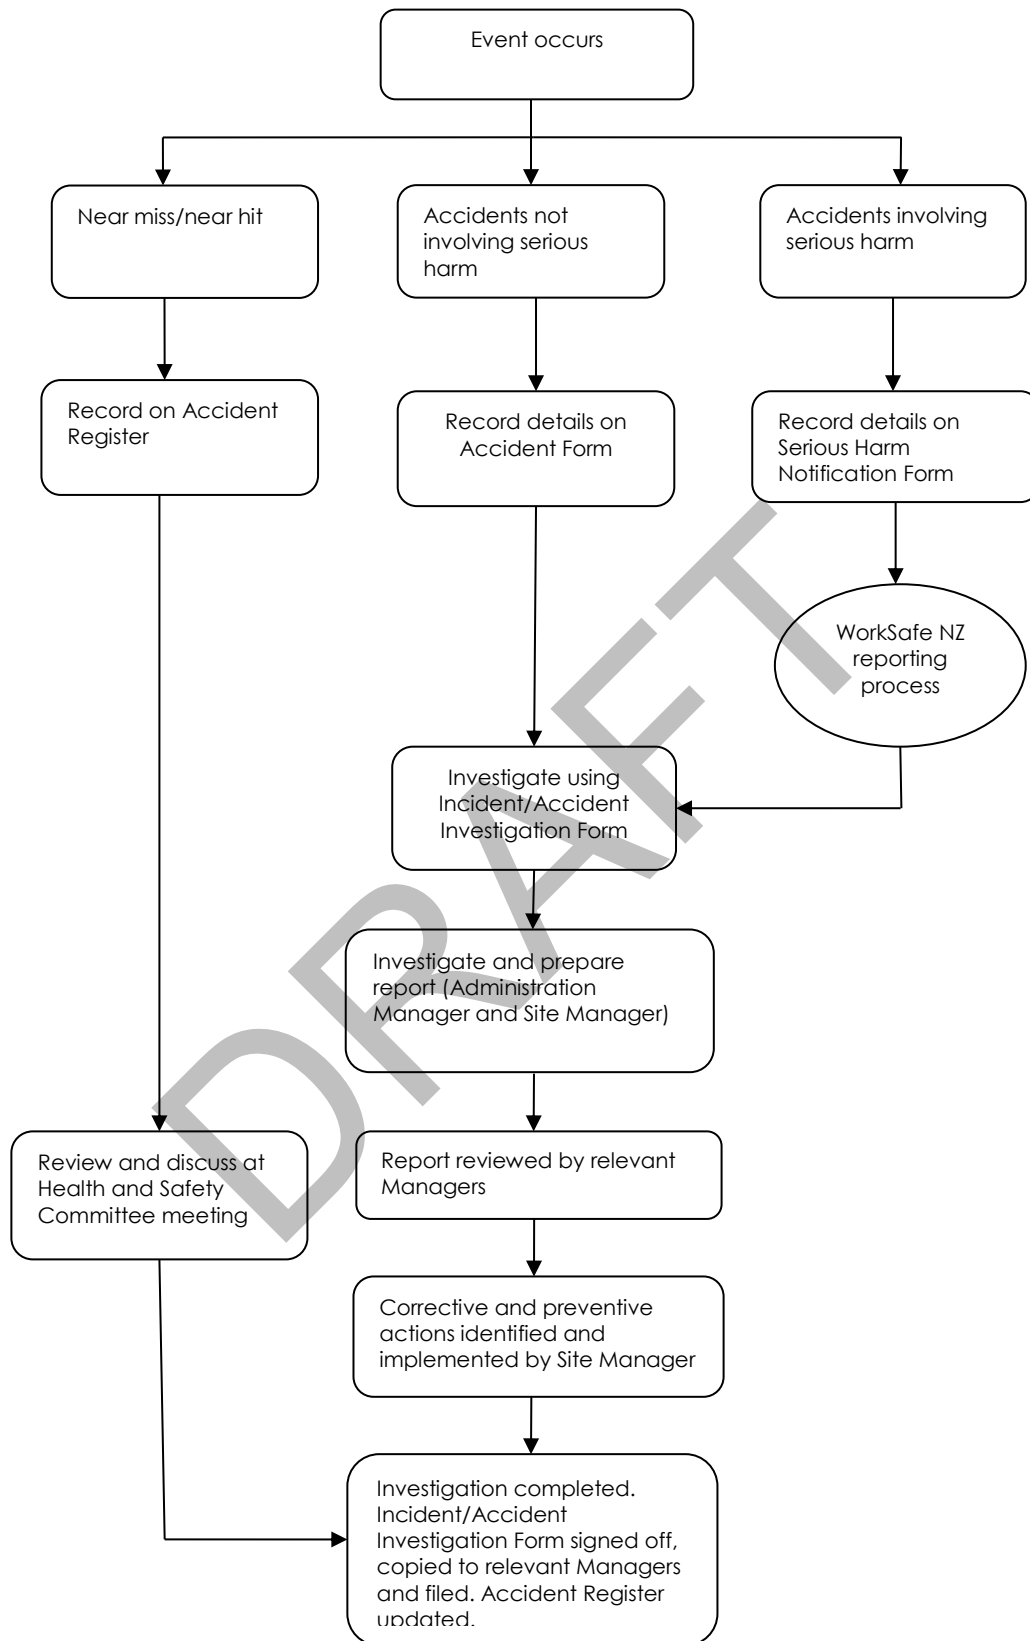 Event occurs
Near miss/near hit
Accidents not
involving serious
harm
Accidents involving
serious harm
Record on Accident
Register
Record details on
Accident Form
Record details on
Serious Harm
Notification Form
WorkSafe NZ
reporting
process
Investigate using
Incident/Accident
Investigation Form
Investigate and prepare
report (Administration
Manager and Site Manager)
Review and discuss at
Health and Safety
Committee meeting
Report reviewed by relevant
Managers
Corrective and preventive
actions identified and
implemented by Site Manager
Investigation completed.
Incident/Accident
Investigation Form signed off,
copied to relevant Managers
and filed. Accident Register
updated.
DRAFT